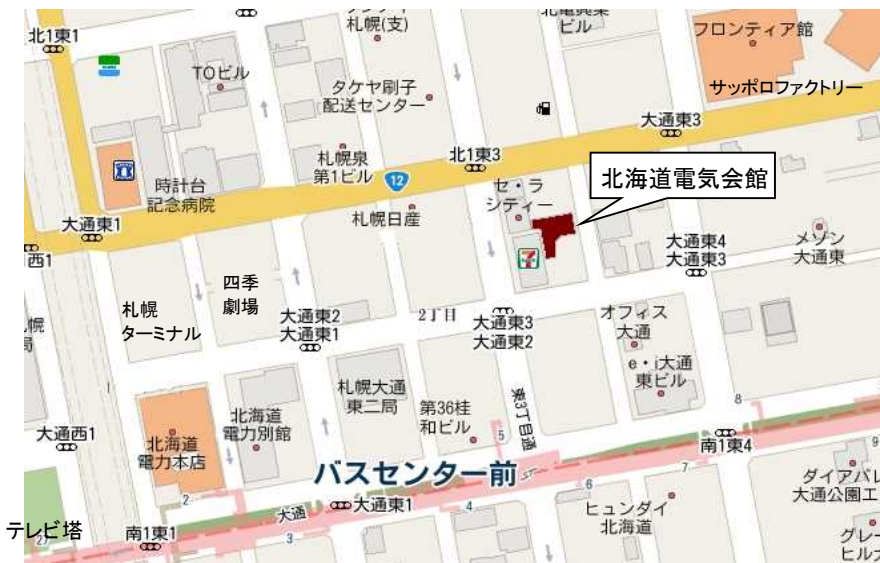 北1東1
札幌(支)
ビル
フロンティア館
TOビル
タケヤ刷子
配送センター
サッポロファクトリー
大通東3
北1東3
札幌泉
第1ビル
12
時計台
記念病院
セ・ラ
シティー
北海道電気会館
札幌日産
大通東1
西1
7
大通東4
大通東3
メゾン
大通東
四季
劇場
札幌
ターミナル
大通東2
大通東1
2丁目
大通東3
大通東2
オフィス
大通
e・i大通
東ビル
札幌大通
東二局
第36桂
和ビル
東3丁目通
北海道
電力別館
北海道
電力本店
大通西1
1
8
5
南1東4
9
バスセンター前
ST
7
6
ダイアパレ
大通公園エ
2
大通
大通東1
4
ヒュンダイ
北海道
テレビ塔
27
南1東1
3
グレー
ヒル大